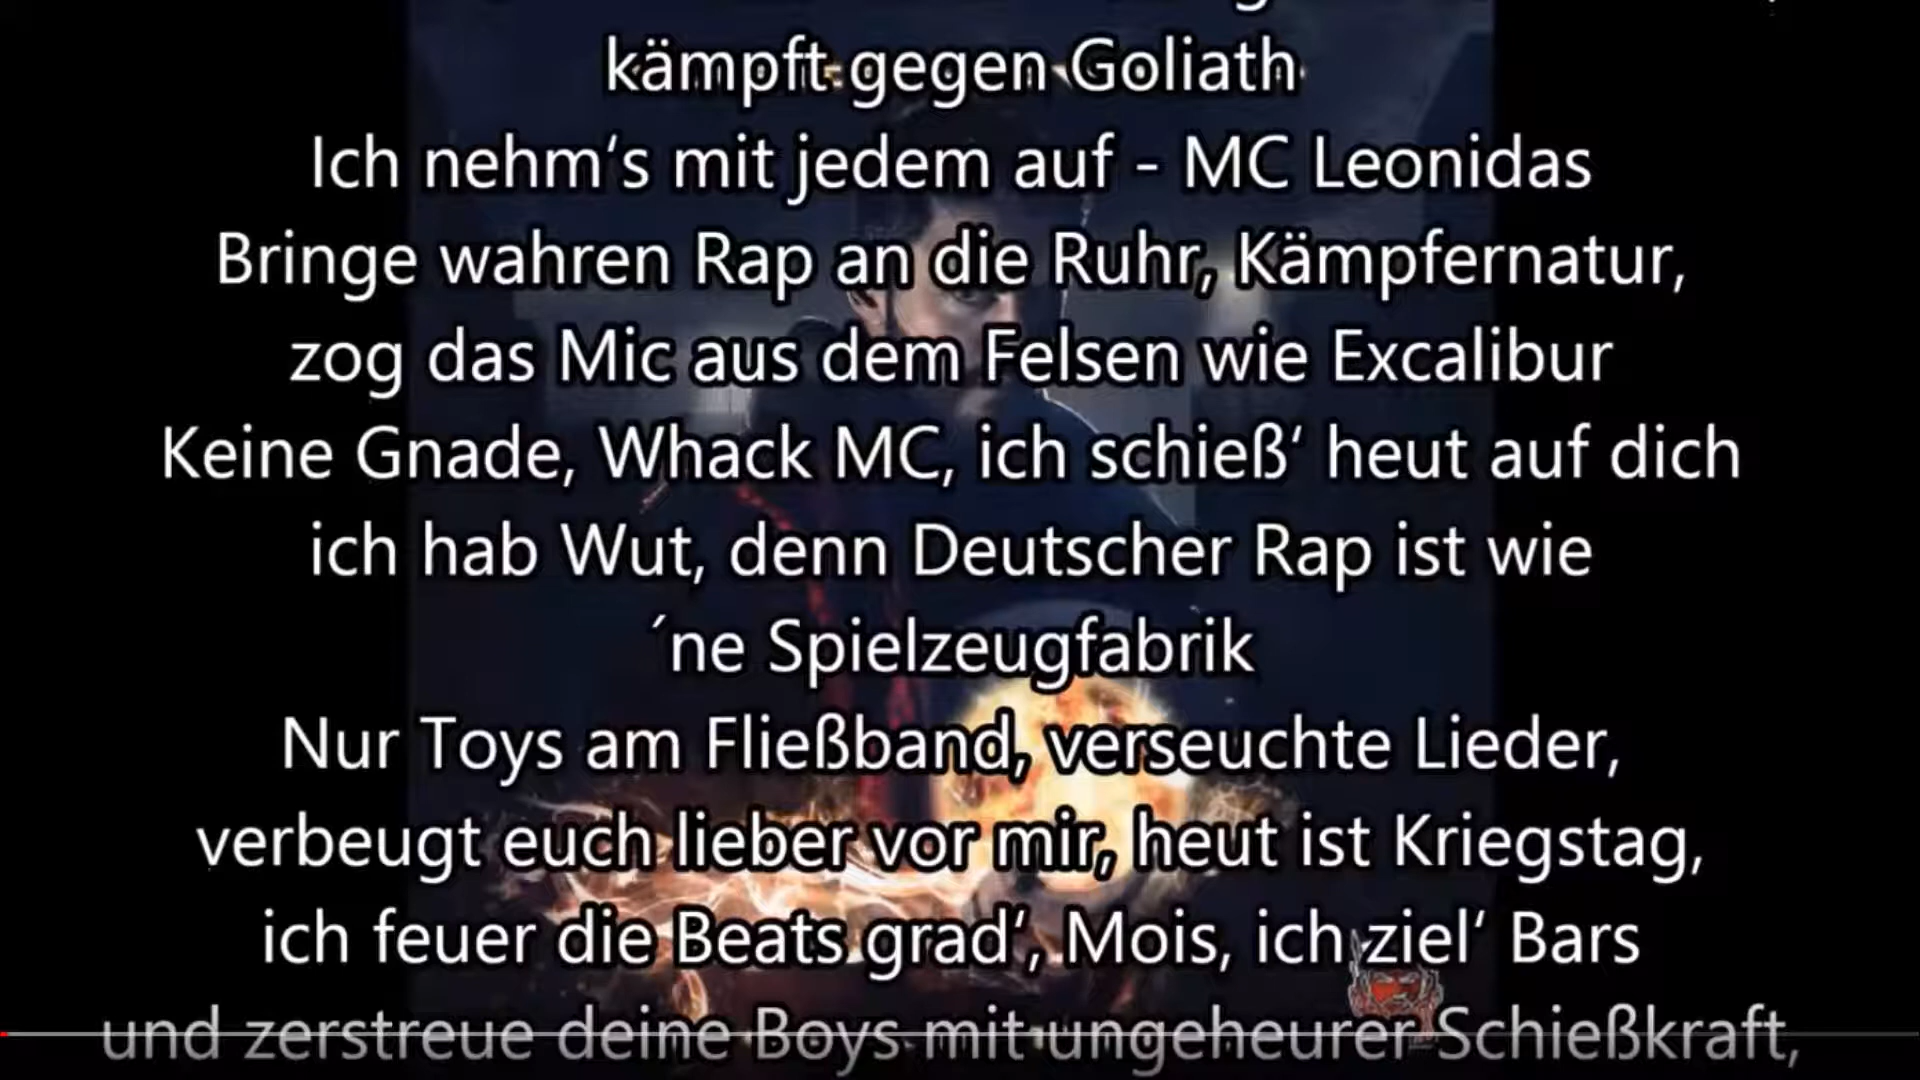 kämpft gegen Goliath
Ich nehm‘s mit jedem auf - MC Leonidas
Bringe wahren Rap an die Ruhr, Kämpfernatur,
zog das Mic aus dem Felsen wie Excalibur
Keine Gnade, Whack MC, ich schieß‘ heut auf dich
ich hab Wut, denn Deutscher Rap ist wie
´ne Spielzeugfabrik
Nur Toys am Fließband, verseuchte Lieder,
verbeugt euch lieber vor mir, heut ist Kriegstag,
ich feuer die Beats grad‘, Mois, ich ziel‘ Bars
und zerstreue deine Boys mit ungeheurer Schießkraft,